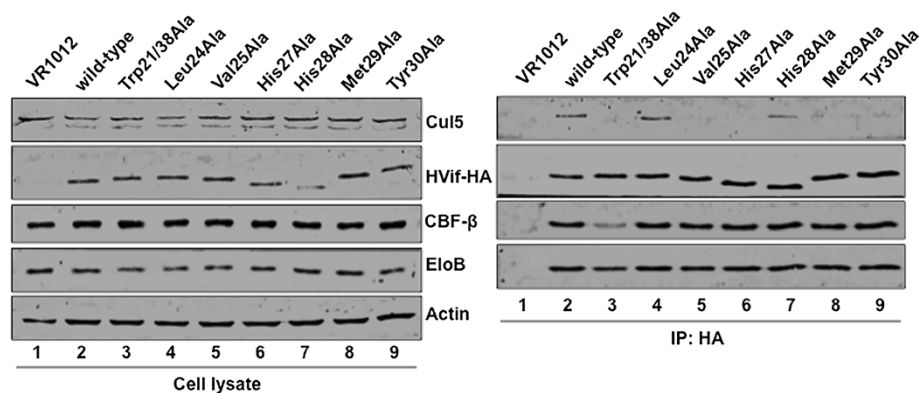 VR1012 wild-type Trp21/38Ala Leu24Ala Val25Ala His27Ala His28Ala Met29Ala Tyr30Ala
Cul5
HVif-HA
CBF-β
EloB
Actin
1 2 3 4 5 6 7 8 9
Cell lysate
VR1012 wild-type Trp21/38Ala Leu24Ala Val25Ala His27Ala His28Ala Met29Ala Tyr30Ala
1 2 3 4 5 6 7 8 9
IP: HA